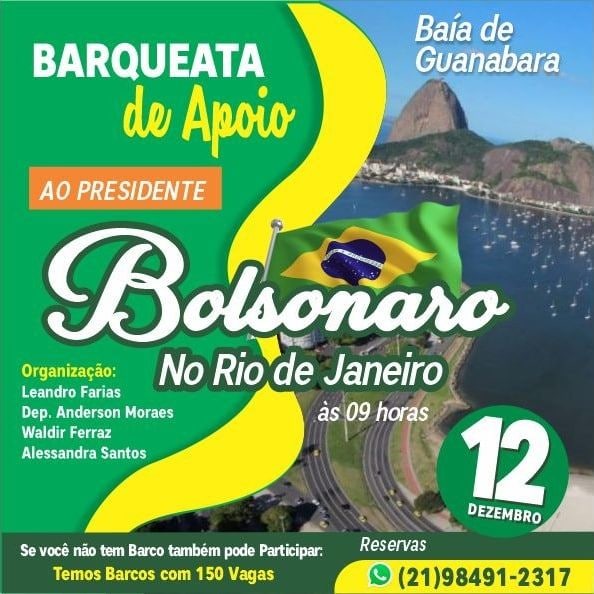 BARQUEATA
de Apoio
Baía de
Guanabara
AO PRESIDENTE
Bolsonaro
No Rio de Janeiro
às 09 horas
Organização:
Leandro Farias
Dep. Anderson Moraes
Waldir Ferraz
Alessandra Santos
12
DEZEMBRO
Se você não tem Barco também pode Participar:
Temos Barcos com 150 Vagas
Reservas
(21)98491-2317